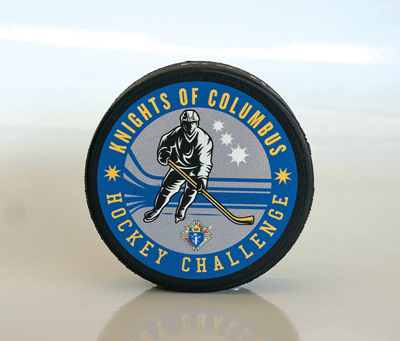 KNIGHTS OF COLUMBUS
HOCKEY CHALLENGE